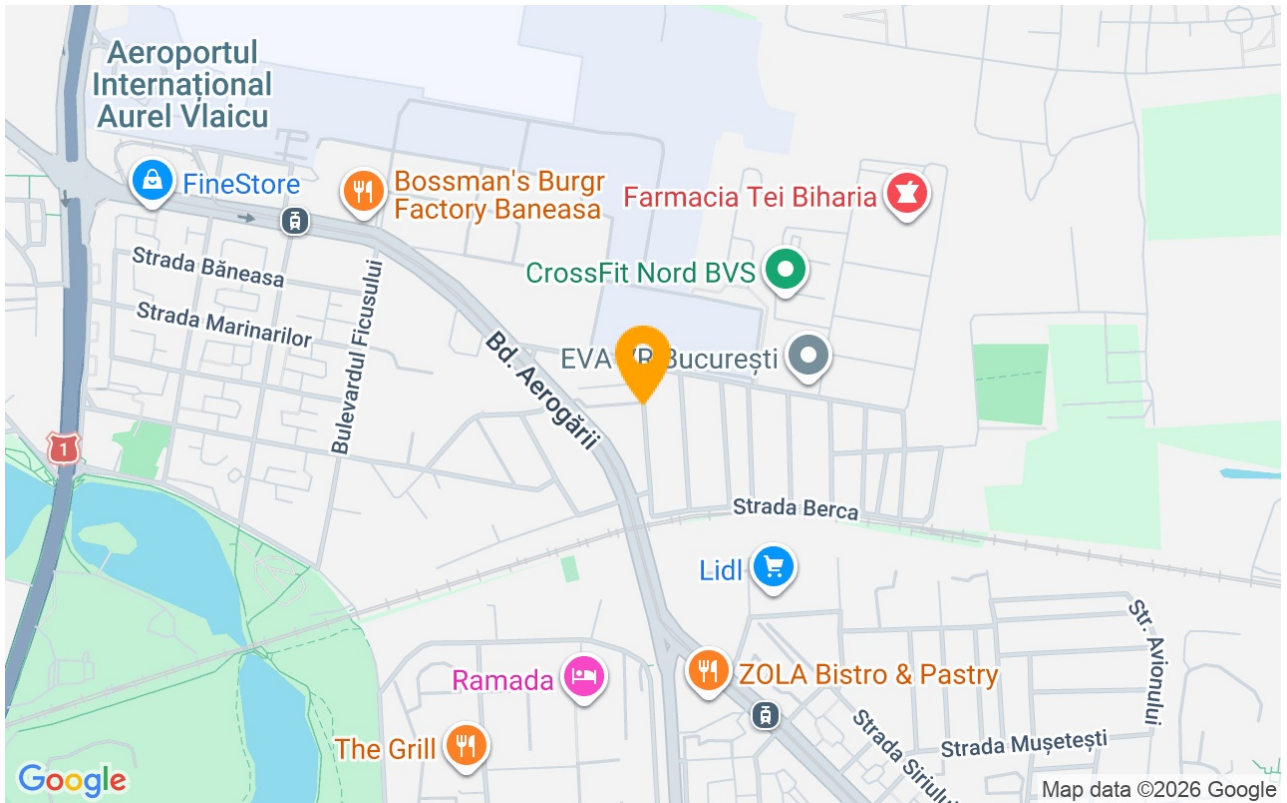 Aeroportul
Internațional
Aurel Vlaicu
FineStore
Bossman's Burgr
Factory Baneasa
Farmacia Tei Biharia
Strada Băneasa
CrossFit Nord BVS
Strada Marinarilor
Bulevardul Ficusului
Bd. Aerogării
EVA VR București
1
Strada Berca
Lidl
Str. Avionului
Ramada
ZOLA Bistro & Pastry
The Grill
Strada Siriului
Strada Mușetești
Google
Map data ©2026 Google